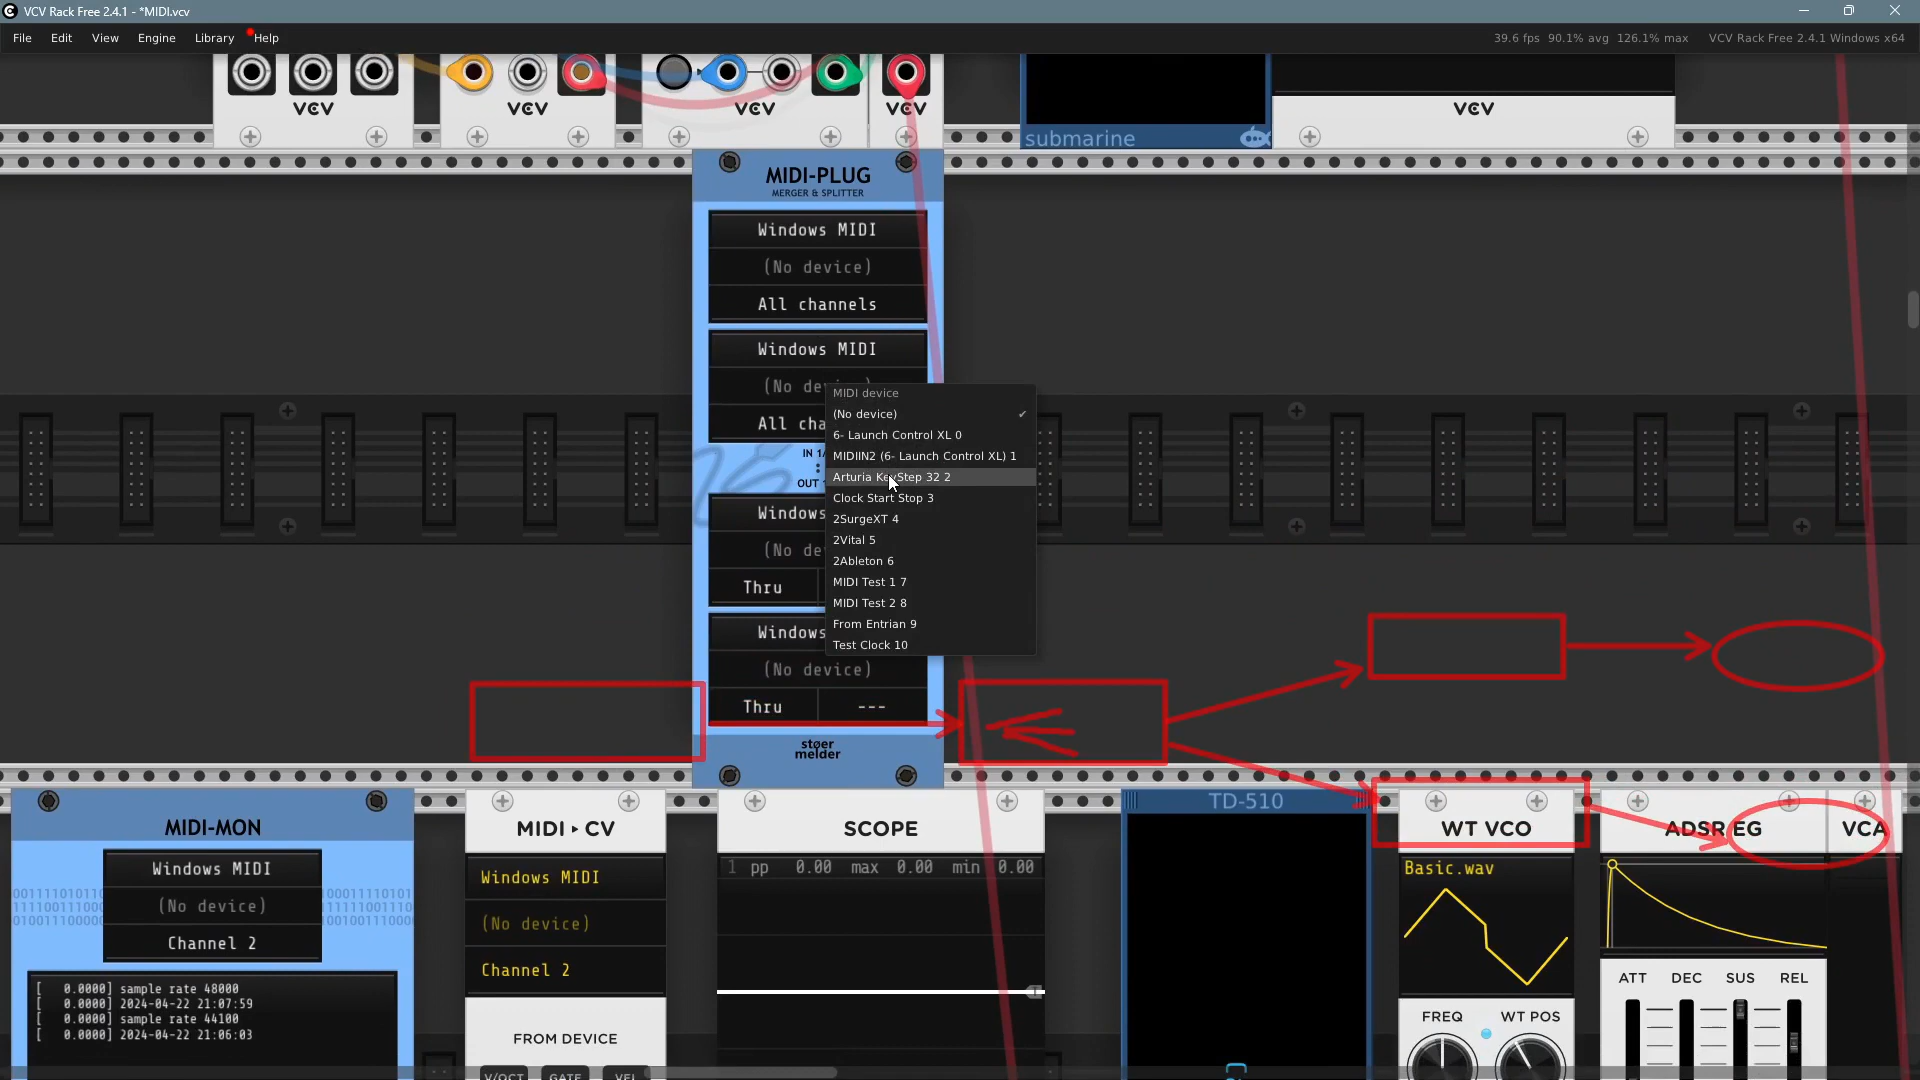 VCV Rack Free 2.4.1 - *MIDI.vcv
File Edit View Engine Library Help
39.6 fps 90.1% avg 126.1% max VCV Rack Free 2.4.1 Windows x64
VCV
VCV
VCV
VCV
submarine
VCV
MIDI-PLUG
MERGER & SPLITTER
Windows MIDI
(No device)
All channels
Windows MIDI
(No dev
All cha
IN 1/
OUT
Windows
(No de
Thru
Windows
(No device)
Thru ---
støer
melder
MIDI device
(No device) ✓
6- Launch Control XL 0
MIDIIN2 (6- Launch Control XL) 1
Arturia KeyStep 32 2
Clock Start Stop 3
2SurgeXT 4
2Vital 5
2Ableton 6
MIDI Test 1 7
MIDI Test 2 8
From Entrian 9
Test Clock 10
MIDI-MON
Windows MIDI
(No device)
Channel 2
[ 0.0000] sample rate 48000
[ 0.0000] 2024-04-22 21:07:59
[ 0.0000] sample rate 44100
[ 0.0000] 2024-04-22 21:06:03
MIDI ▸ CV
Windows MIDI
(No device)
Channel 2
FROM DEVICE
V/OCT GATE VEL
SCOPE
1 pp 0.00 max 0.00 min 0.00
TD-510
WT VCO
Basic.wav
FREQ WT POS
ADSR EG
ATT DEC SUS REL
VCA